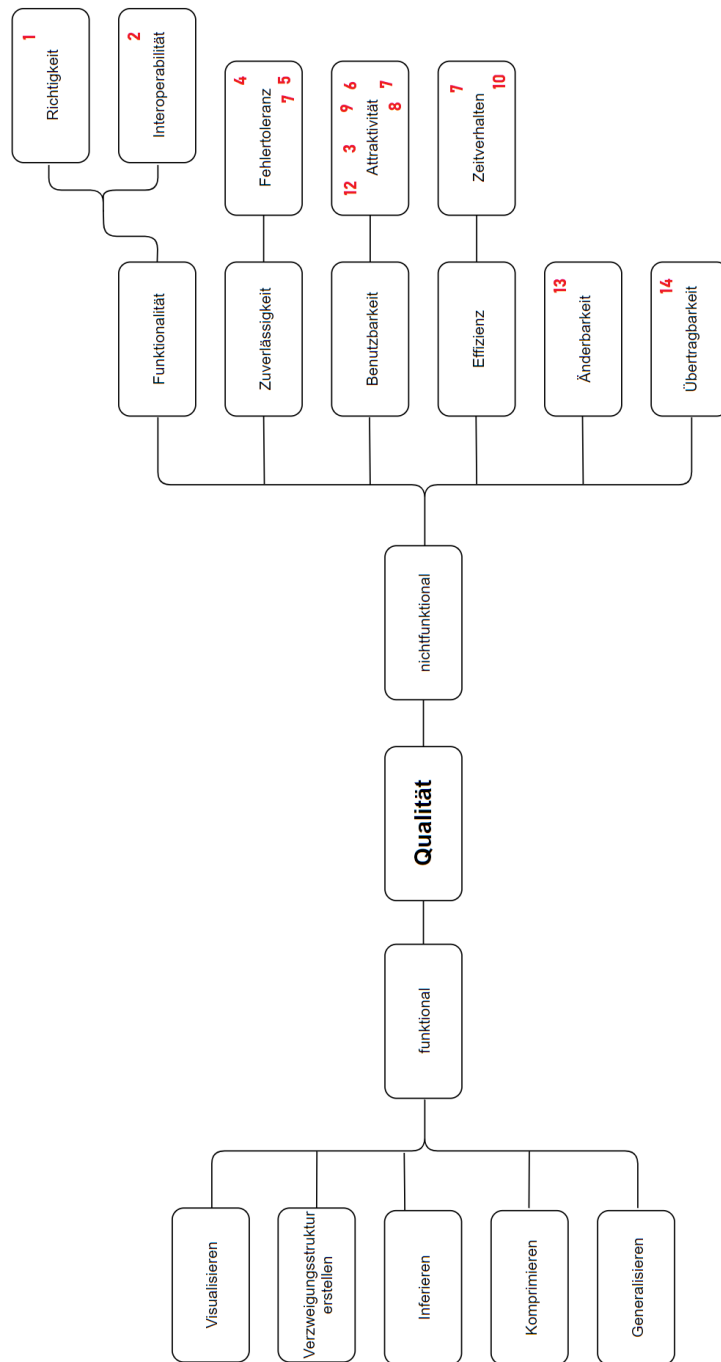 Visualisieren
Verzweigungsstruktur
erstellen
Inferieren
Komprimieren
Generalisieren
funktional
Qualität
nichtfunktional
Funktionalität
Zuverlässigkeit
Benutzbarkeit
Effizienz
13
Änderbarkeit
14
Übertragbarkeit
1
Richtigkeit
2
Interoperabilität
4
Fehlertoleranz
7 5
12 3 9 6
Attraktivität
8 7
7
Zeitverhalten
10